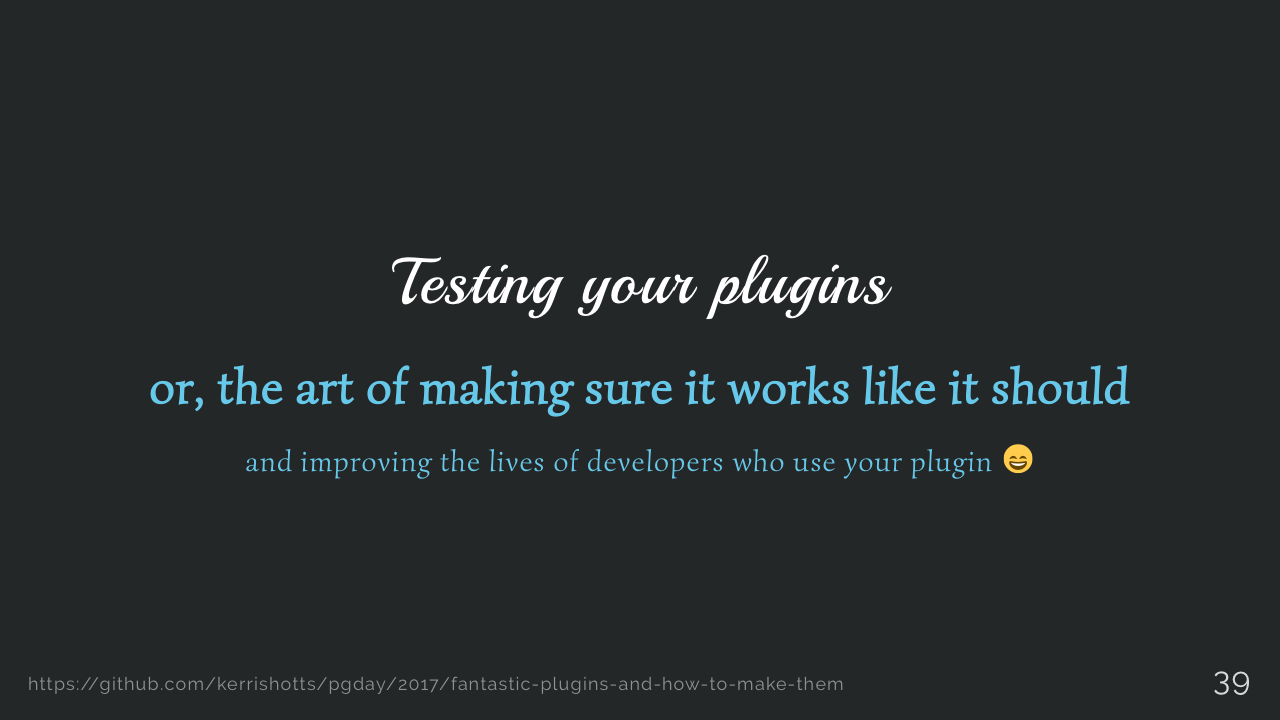 Testing your plugins
or, the art of making sure it works like it should
and improving the lives of developers who use your plugin 😄
https://github.com/kerrishotts/pgday/2017/fantastic-plugins-and-how-to-make-them
39